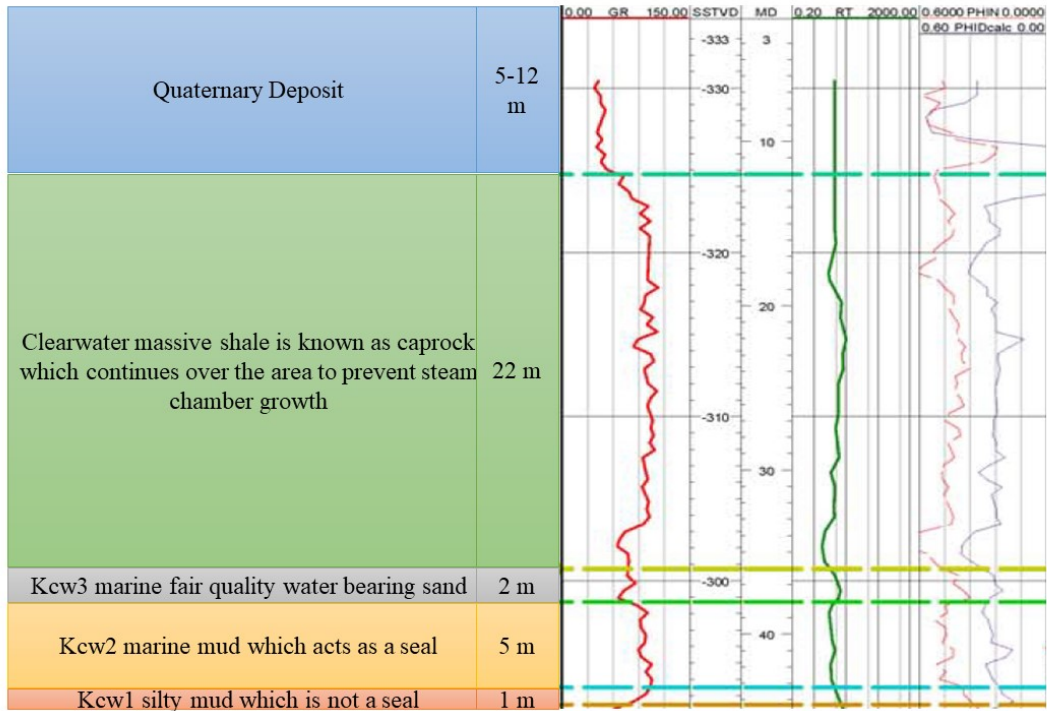 0.00 GR 150.00 SSTVD MD 0.20 RT 2000.00 0.6000 PHIN 0.0000
0.60 PHIDcalc 0.00
-333 3
Quaternary Deposit
5-12
m
-330
10
-320
20
Clearwater massive shale is known as caprock
which continues over the area to prevent steam
chamber growth
22 m
-310
30
Kcw3 marine fair quality water bearing sand
2 m
-300
Kcw2 marine mud which acts as a seal
5 m
40
Kcw1 silty mud which is not a seal
1 m